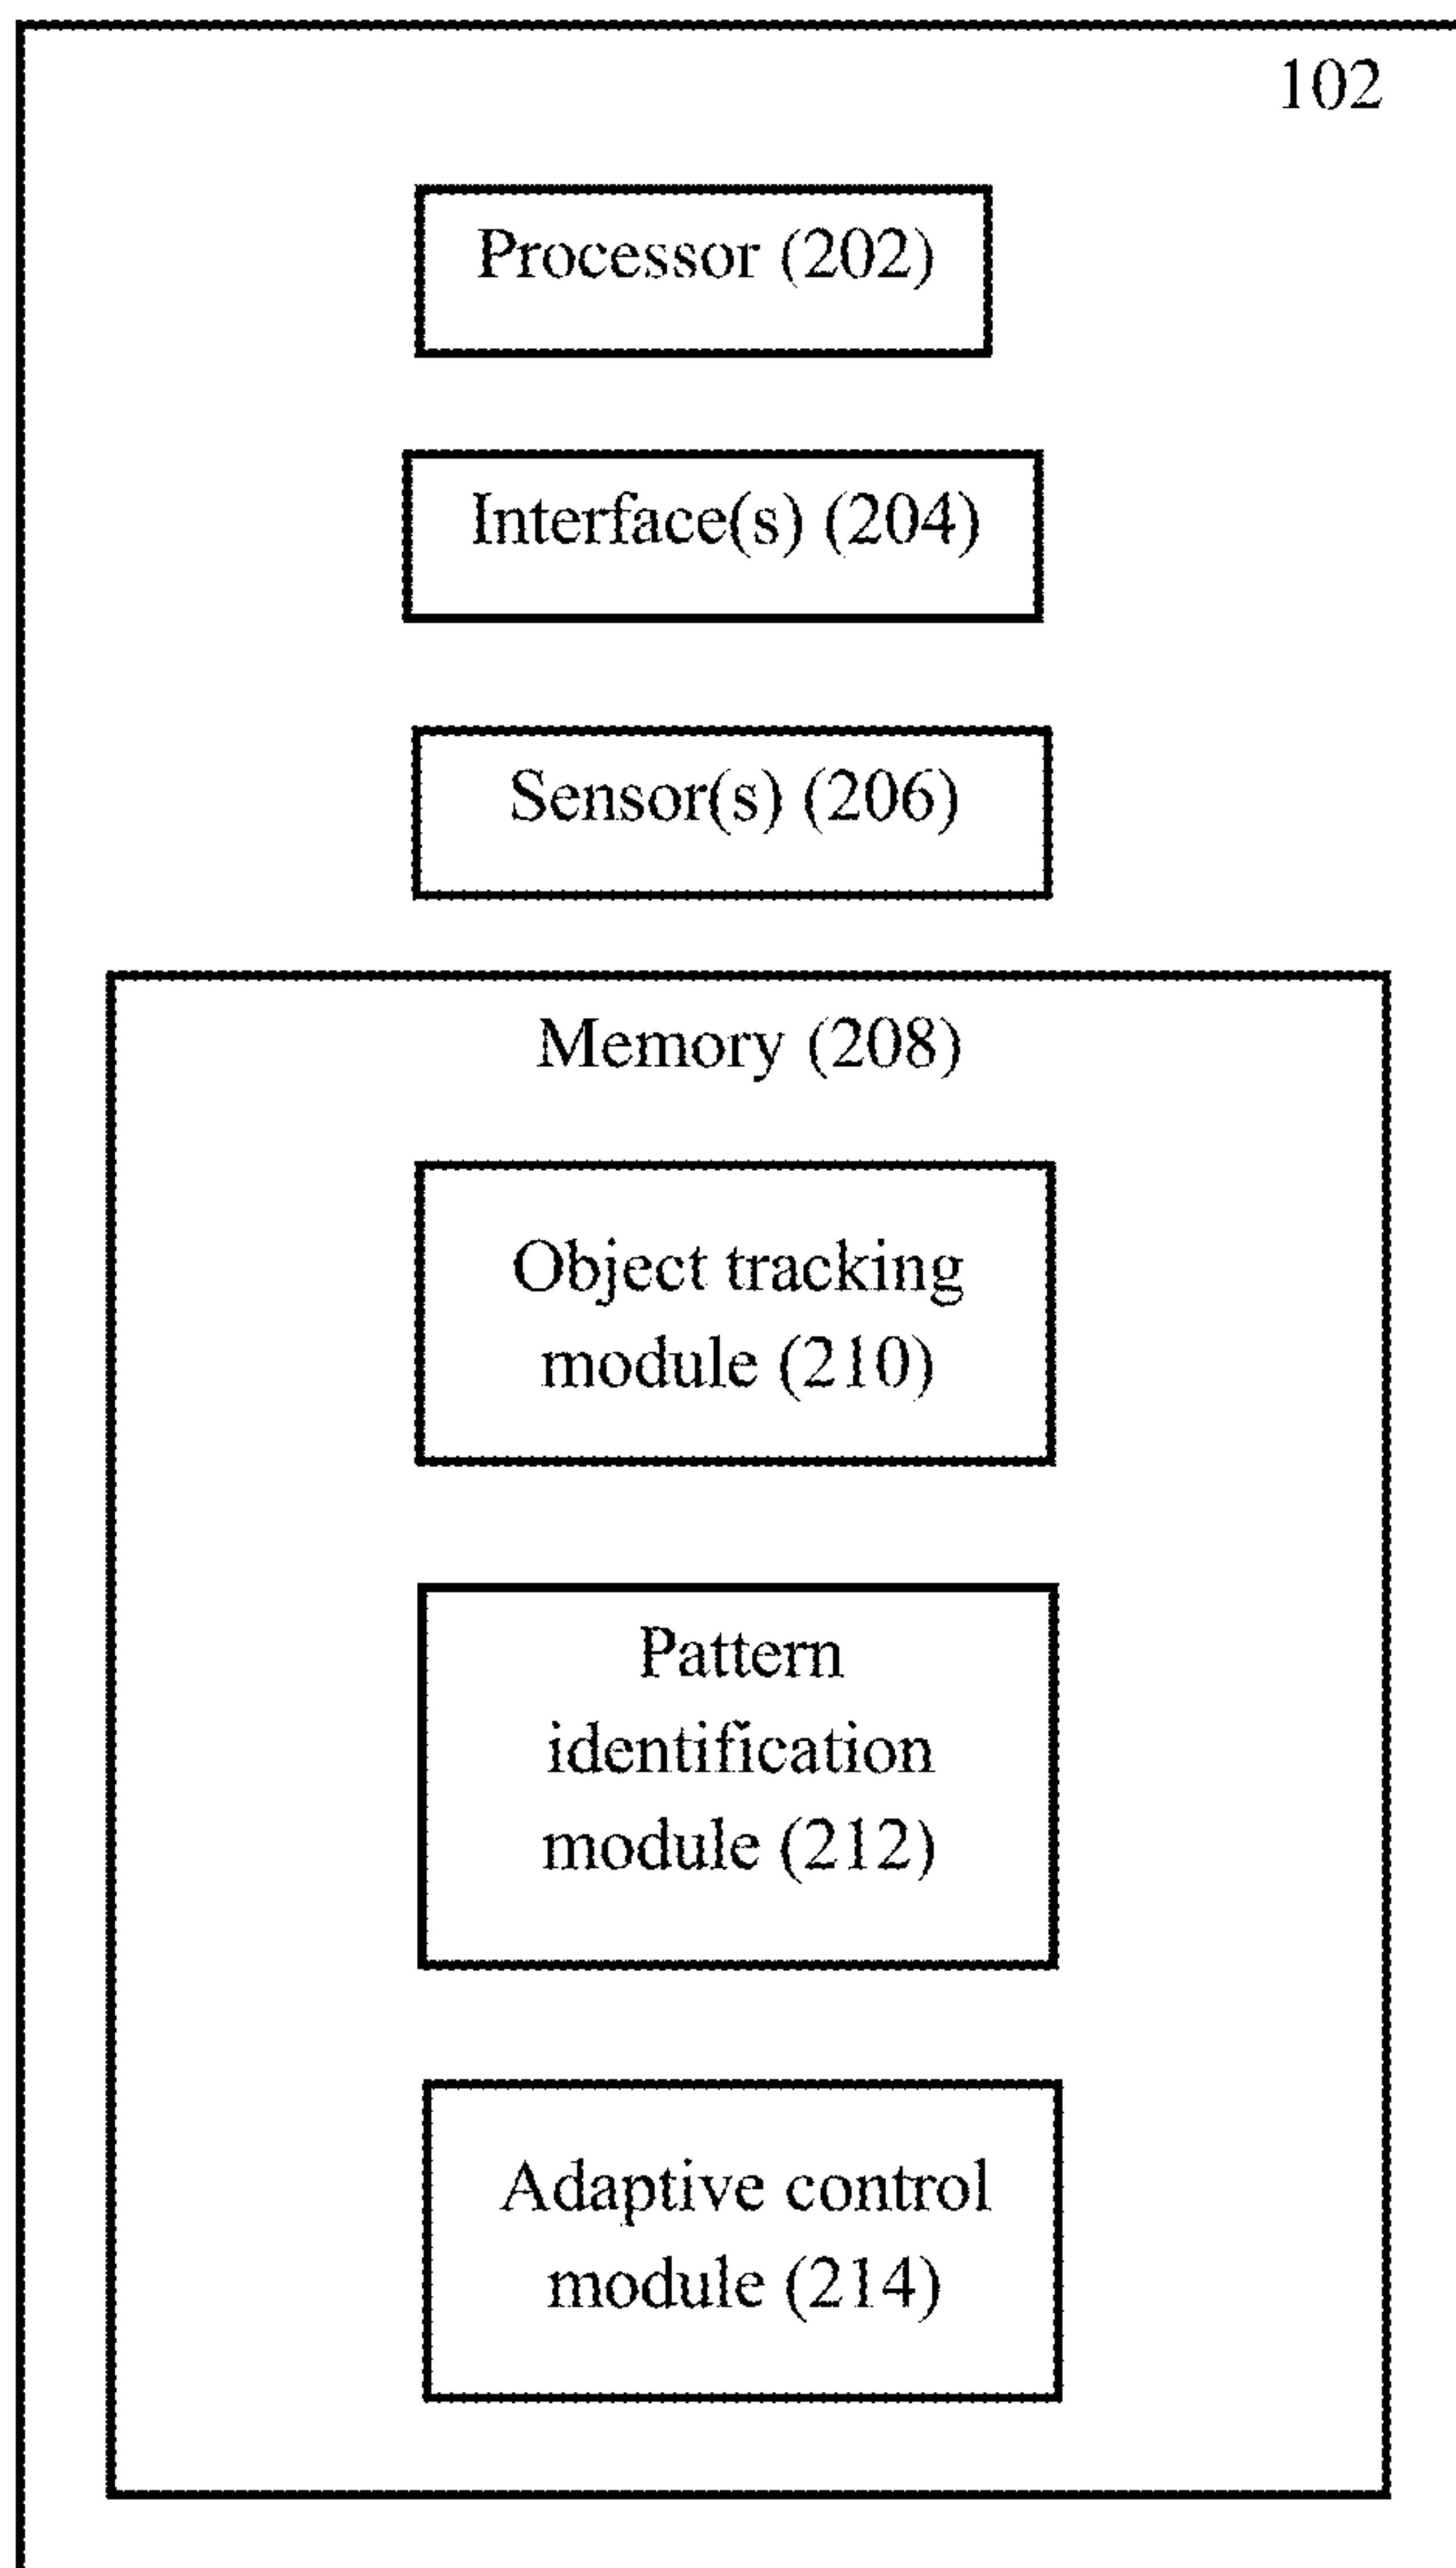 102
Processor (202)
Interface(s) (204)
Sensor(s) (206)
Memory (208)
Object tracking
module (210)
Pattern
identification
module (212)
Adaptive control
module (214)